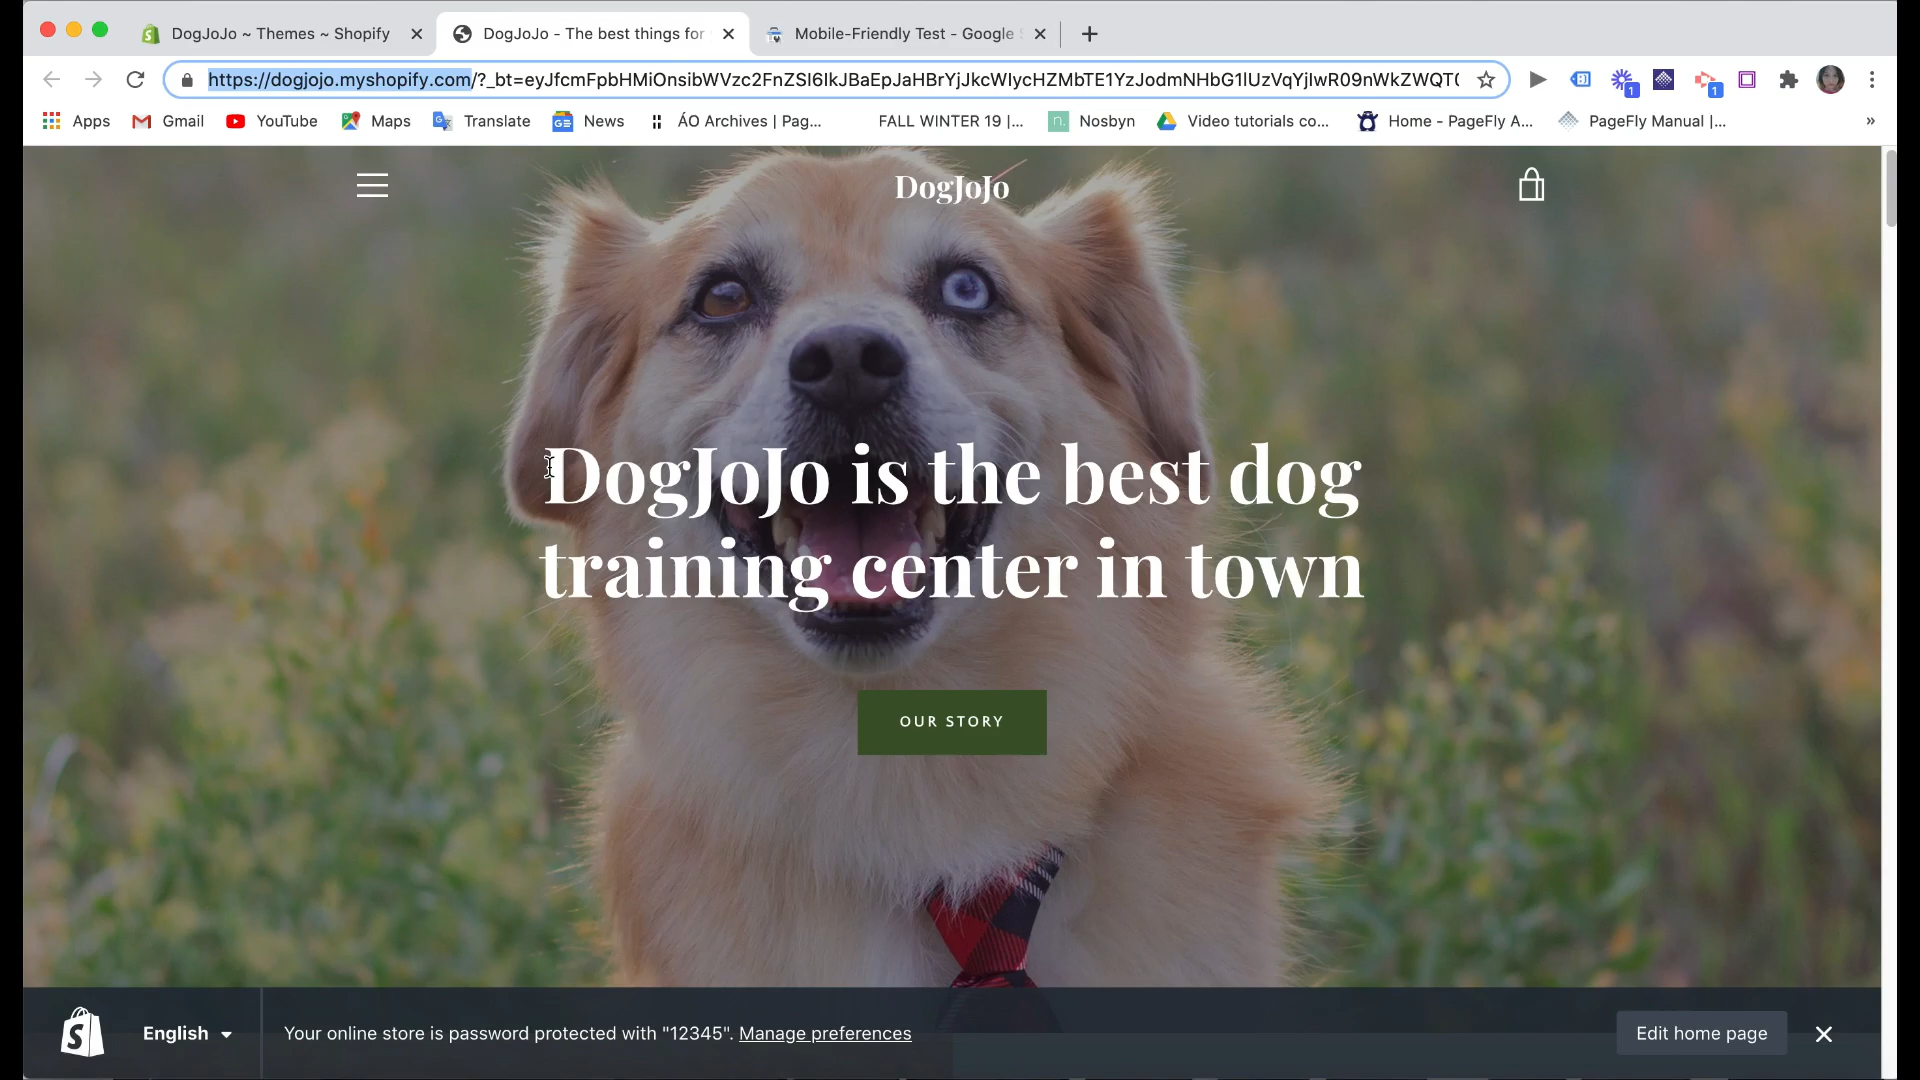 DogJoJo ~ Themes ~ Shopify
DogJoJo - The best things for
Mobile-Friendly Test - Google
https://dogjojo.myshopify.com/?_bt=eyJfcmFpbHMiOnsibWVzc2FnZSI6IkJBaEpJaHBrYjJkcWIycHZMbTE1YzJodmNHbG1lUzVqYjIwR09nWkZWQT0
1
1
Apps
Gmail
YouTube
Maps
Translate
News
ÁO Archives | Pag...
FALL WINTER 19 |...
Nosbyn
Video tutorials co...
Home - PageFly A...
PageFly Manual |...
»
DogJoJo
DogJoJo is the best dog
training center in town
OUR STORY
English
Your online store is password protected with "12345". Manage preferences
Edit home page